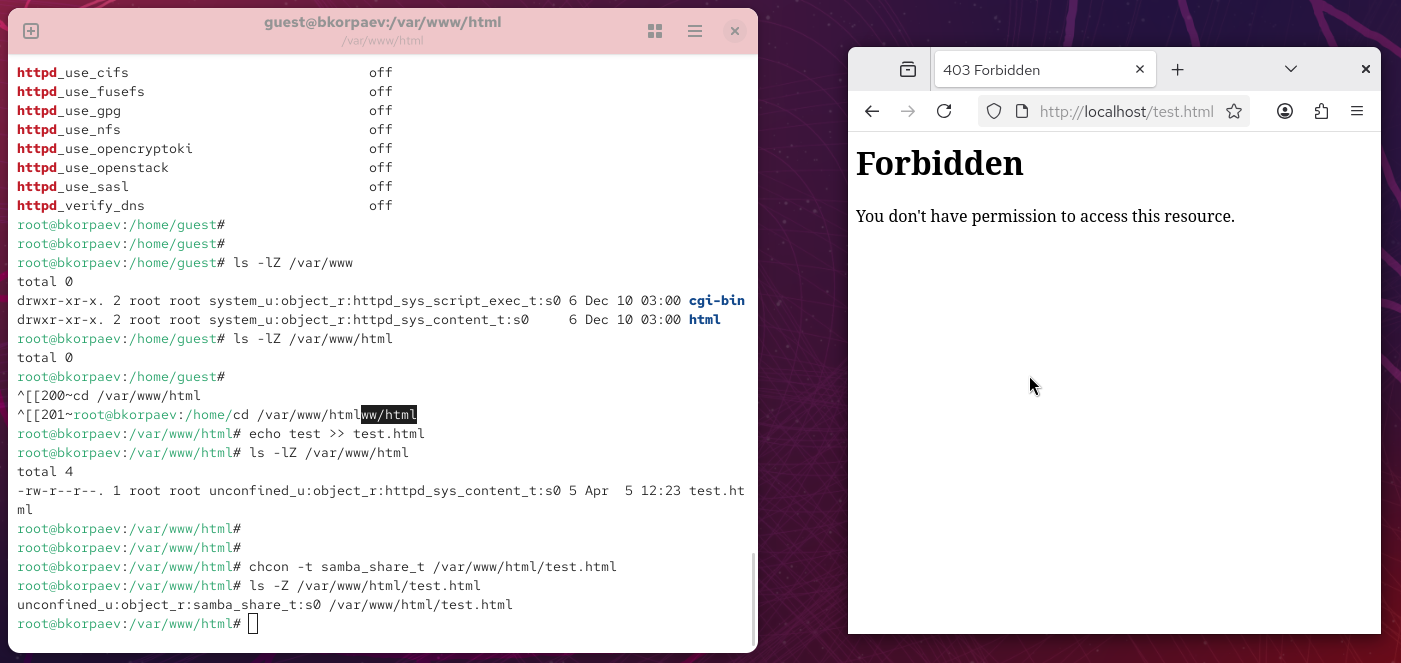 guest@bkorpaev:/var/www/html
/var/www/html
httpd_use_cifs                              off
httpd_use_fusefs                            off
httpd_use_gpg                               off
httpd_use_nfs                               off
httpd_use_opencryptoki                      off
httpd_use_openstack                         off
httpd_use_sasl                              off
httpd_verify_dns                            off
root@bkorpaev:/home/guest#
root@bkorpaev:/home/guest#
root@bkorpaev:/home/guest# ls -lZ /var/www
total 0
drwxr-xr-x. 2 root root system_u:object_r:httpd_sys_script_exec_t:s0 6 Dec 10 03:00 cgi-bin
drwxr-xr-x. 2 root root system_u:object_r:httpd_sys_content_t:s0     6 Dec 10 03:00 html
root@bkorpaev:/home/guest# ls -lZ /var/www/html
total 0
root@bkorpaev:/home/guest#
^[[200~cd /var/www/html
^[[201~root@bkorpaev:/home/cd /var/www/htmlww/html
root@bkorpaev:/var/www/html# echo test >> test.html
root@bkorpaev:/var/www/html# ls -lZ /var/www/html
total 4
-rw-r--r--. 1 root root unconfined_u:object_r:httpd_sys_content_t:s0 5 Apr  5 12:23 test.ht
ml
root@bkorpaev:/var/www/html#
root@bkorpaev:/var/www/html#
root@bkorpaev:/var/www/html# chcon -t samba_share_t /var/www/html/test.html
root@bkorpaev:/var/www/html# ls -Z /var/www/html/test.html
unconfined_u:object_r:samba_share_t:s0 /var/www/html/test.html
root@bkorpaev:/var/www/html#
403 Forbidden
http://localhost/test.html
Forbidden
You don't have permission to access this resource.